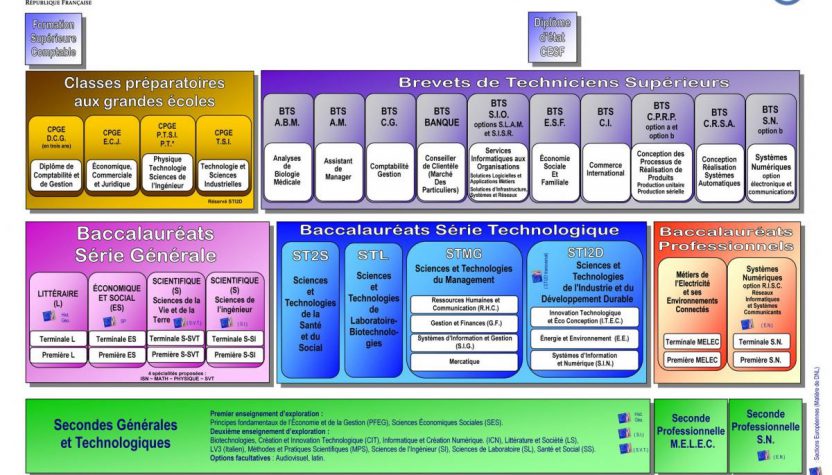 RÉPUBLIQUE FRANÇAISE
Formation
Supérieure
Comptable
Diplôme
d'état
CESF
Classes préparatoires
aux grandes écoles
CPGE
D.C.G.
(en trois ans)
Diplôme de
Comptabilité et
de Gestion
CPGE
E.C.J.
Économique,
Commerciale
et Juridique
CPGE
P.T.S.I.
P.T.*
Physique
Technologie
Sciences de
l'Ingénieur
CPGE
T.S.I.
Technologie et
Sciences
Industrielles
Réservé STI2D
Brevets de Techniciens Supérieurs
BTS
A.B.M.
Analyses
de
Biologie
Médicale
BTS
A.M.
Assistant
de
Manager
BTS
C.G.
Comptabilité
Gestion
BTS
BANQUE
Conseiller
de Clientèle
(Marché
Des
Particuliers)
BTS
S.I.O.
option S.L.A.M.
et S.I.S.R.
Services
Informatiques aux
Organisations
Solutions Logicielles et
Applications Métiers
Solutions d'Infrastructure,
Systèmes et Réseaux
BTS
E.S.F.
Économie
Sociale
Et
Familiale
BTS
C.I.
Commerce
International
BTS
C.P.R.P.
option a et
option b
Conception des
Processus de
Réalisation de
Produits
Production unitaire
Production sérielle
BTS
C.R.S.A.
Conception
Réalisation
Systèmes
Automatiques
BTS
S.N.
option b
Systèmes
Numériques
option
électronique et
communications
Baccalauréats
Série Générale
LITTÉRAIRE
(L)
Hist.
Géo.
Terminale L
Première L
ÉCONOMIQUE
ET SOCIAL
(ES)
SP
Terminale ES
Première ES
SCIENTIFIQUE
(S)
Sciences de la
Vie et de la
Terre
(S.V.T.)
Terminale S-SVT
Première S-SVT
SCIENTIFIQUE
(S)
Sciences de
l'ingénieur
(S.I)
Terminale S-SI
Première S-SI
4 spécialités proposées :
ISN – MATH – PHYSIQUE – SVT
Baccalauréats Série Technologique
ST2S
Sciences
et
Technologies
de la
Santé
et du
Social
STL
Sciences
et
Technologies
de
Laboratoire-
Biotechnolo-
gies
STMG
Sciences et Technologies
du Management
Ressources Humaines et
Communication (R.H.C.)
Gestion et Finances (G.F.)
Systèmes d'Information et Gestion
(S.I.G.)
Mercatique
STI2D
Sciences et
Technologies
de l'Industrie et du
Développement Durable
Innovation Technologique
et Éco Conception (I.T.E.C.)
Énergie et Environnement (E.E.)
Systèmes d'Information
et Numérique (S.I.N.)
Baccalauréats
Professionnels
Métiers de
l'Electricité
et ses
Environnements
Connectés
Terminale MELEC
Première MELEC
Systèmes
Numériques
option R.I.S.C.
Réseaux
Informatiques
et Systèmes
Communicants
(E.N)
Terminale S.N.
Première S.N.
Secondes Générales
et Technologiques
Premier enseignement d'exploration :
Principes fondamentaux de l'Économie et de la Gestion (PFEG), Sciences Économiques Sociales (SES).
Deuxième enseignement d'exploration :
Biotechnologies, Création et Innovation Technologique (CIT), Informatique et Création Numérique. (ICN), Littérature et Société (LS),
LV3 (Italien), Méthodes et Pratiques Scientifiques (MPS), Sciences de l'Ingénieur (SI), Sciences de Laboratoire (SL), Santé et Social (SS).
Options facultatives : Audiovisuel, latin.
Hist.
Géo.
(S.I)
(S.V.T)
Seconde
Professionnelle
M.E.L.E.C.
Seconde
Professionnelle
S.N.
(E.N)
Sections Européennes (Matière de DNL)